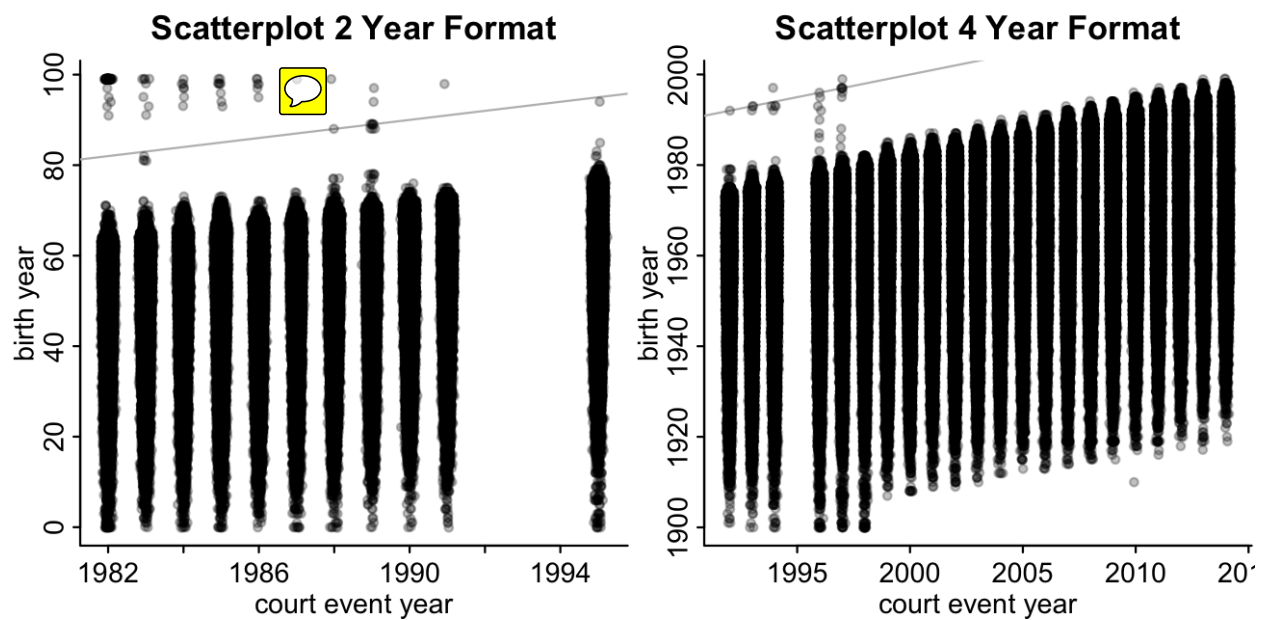 Scatterplot 2 Year Format
birth year
100
80
60
40
20
0
1982 1986 1990 1994
court event year
Scatterplot 4 Year Format
birth year
2000
1980
1960
1940
1920
1900
1995 2000 2005 2010
court event year